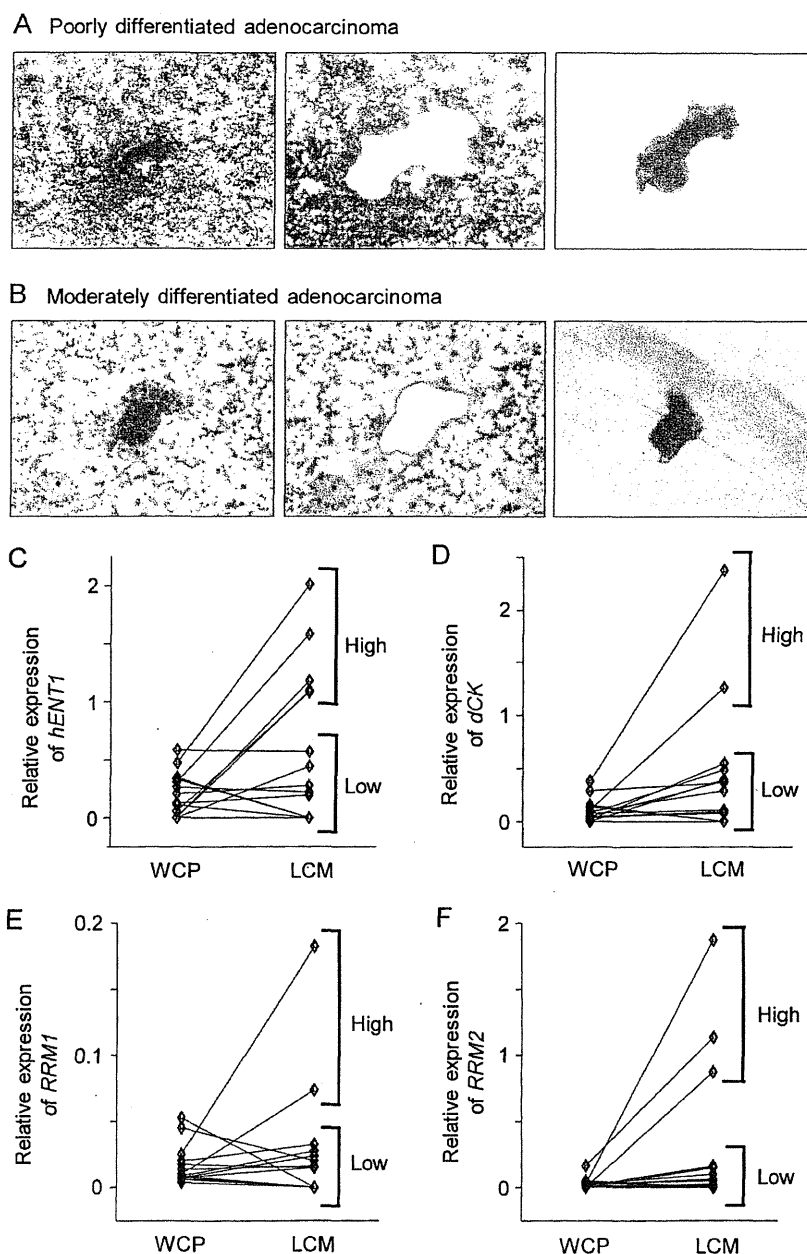 A Poorly differentiated adenocarcinoma
B Moderately differentiated adenocarcinoma
C
Relative expression
of hENT1
2
1
0
High
Low
WCP LCM
D
Relative expression
of dCK
2
1
0
High
Low
WCP LCM
E
Relative expression
of RRM1
0.2
0.1
0
High
Low
WCP LCM
F
Relative expression
of RRM2
2
1
0
High
Low
WCP LCM